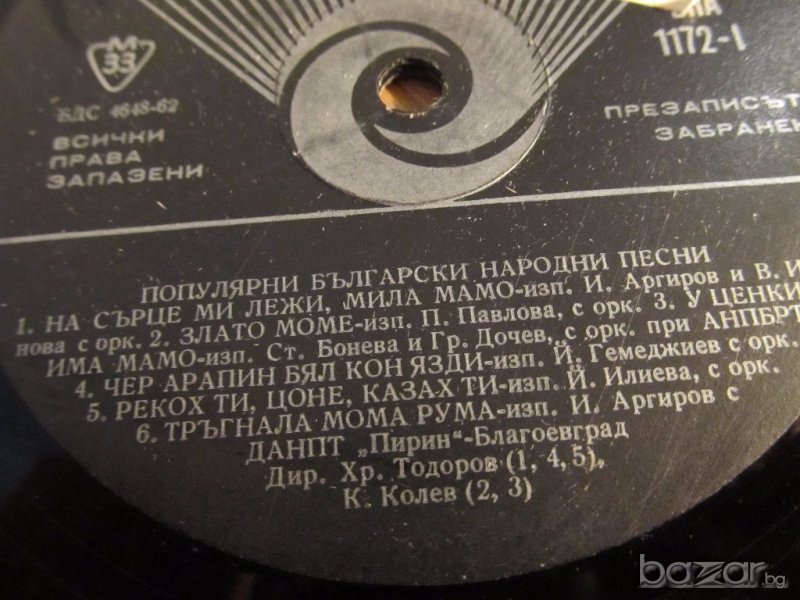 М
33
БДС 4648-62
ВСИЧКИ
ПРАВА
ЗАПАЗЕНИ
1172-I
ПРЕЗАПИСЪТ
ЗАБРАНЕН
ПОПУЛЯРНИ БЪЛГАРСКИ НАРОДНИ ПЕСНИ
1. НА СЪРЦЕ МИ ЛЕЖИ, МИЛА МАМО-изп. И. Аргиров и В. И
нова с орк. 2. ЗЛАТО МОМЕ-изп. П. Павлова, с орк. 3. У ЦЕНКИ
ИМА МАМО-изп. Ст. Бонева и Гр. Дочев, с орк. при АНПБРТ
4. ЧЕР АРАПИН БЯЛ КОН ЯЗДИ-изп. Й. Гемеджиев с орк.
5. РЕКОХ ТИ, ЦОНЕ, КАЗАХ ТИ-изп. Й. Илиева, с орк.
6. ТРЪГНАЛА МОМА РУМА-изп. И. Аргиров с
ДАНПТ „Пирин“-Благоевград
Дир. Хр. Тодоров (1, 4, 5),
К. Колев (2, 3)
bazar.bg